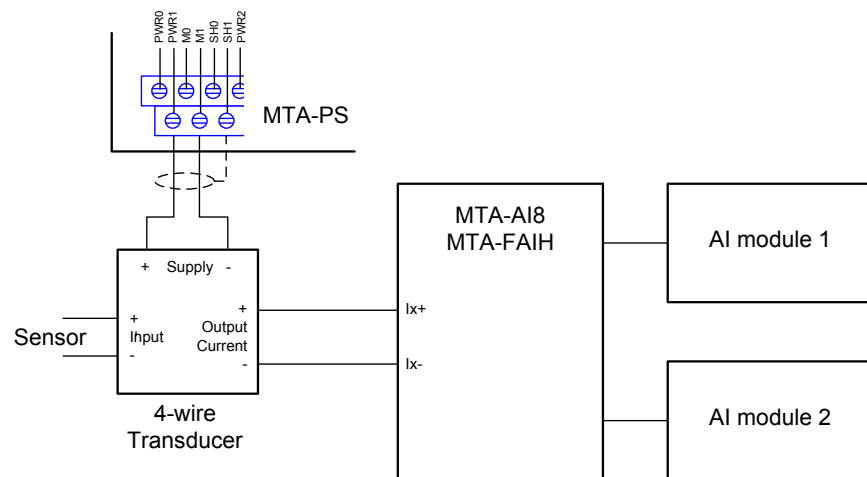 PWR0
PWR1
M0
M1
SH0
SH1
PWR2
MTA-PS
MTA-AI8
MTA-FAIH
AI module 1
+ Supply -
Ix+
+
+
Output
Current
-
Sensor
Input
-
Ix-
4-wire
Transducer
AI module 2